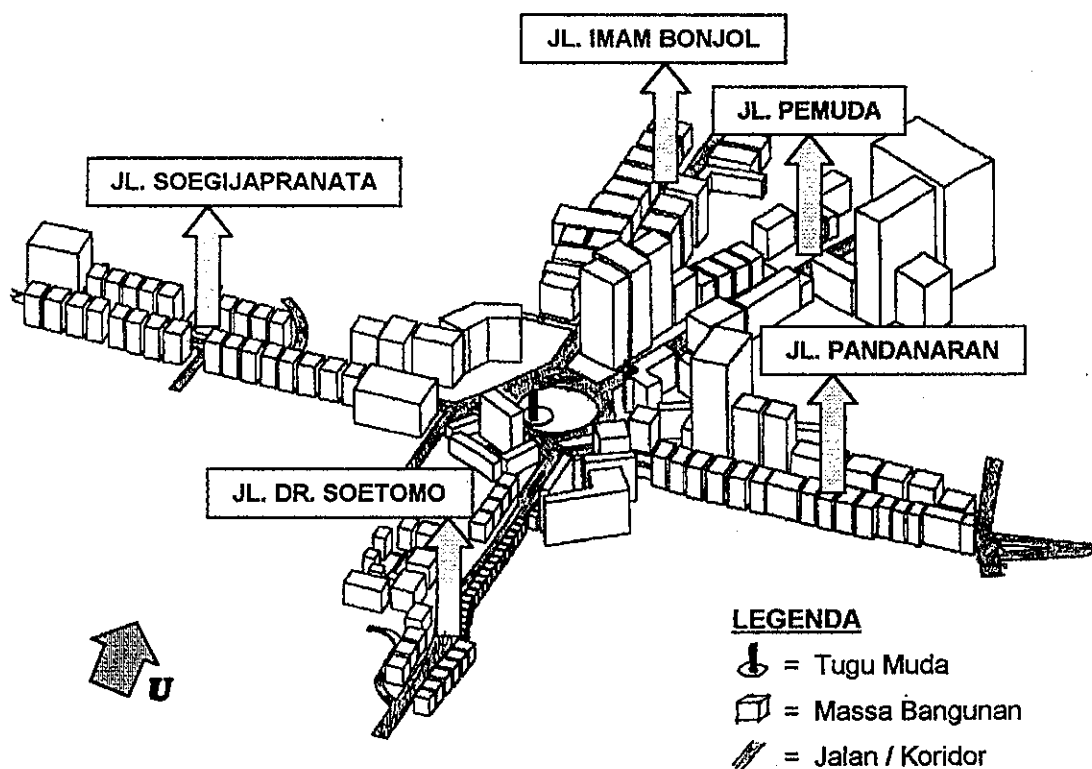 JL. IMAM BONJOL
JL. PEMUDA
JL. SOEGIJAPRANATA
JL. PANDANARAN
JL. DR. SOETOMO
U
LEGENDA
= Tugu Muda
= Massa Bangunan
= Jalan / Koridor